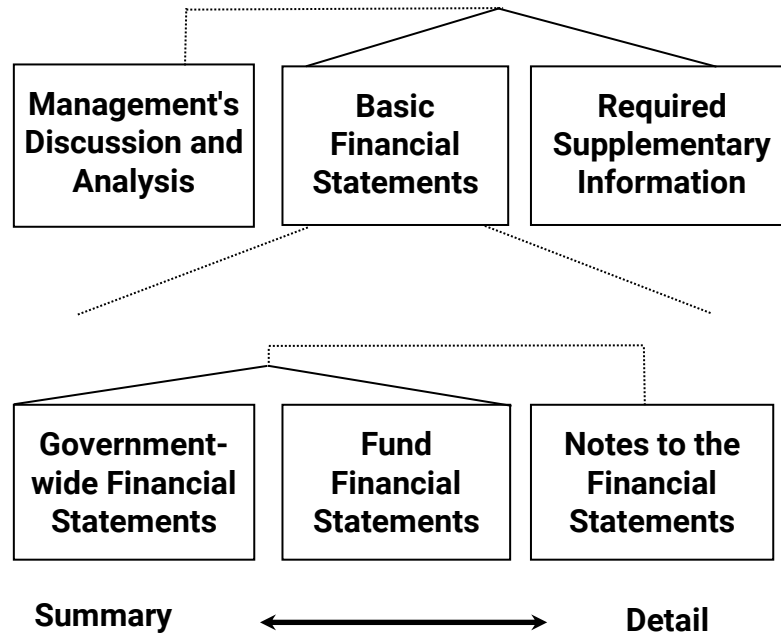 Management's
Discussion and
Analysis
Basic
Financial
Statements
Required
Supplementary
Information
Government-
wide Financial
Statements
Fund
Financial
Statements
Notes to the
Financial
Statements
Summary
Detail